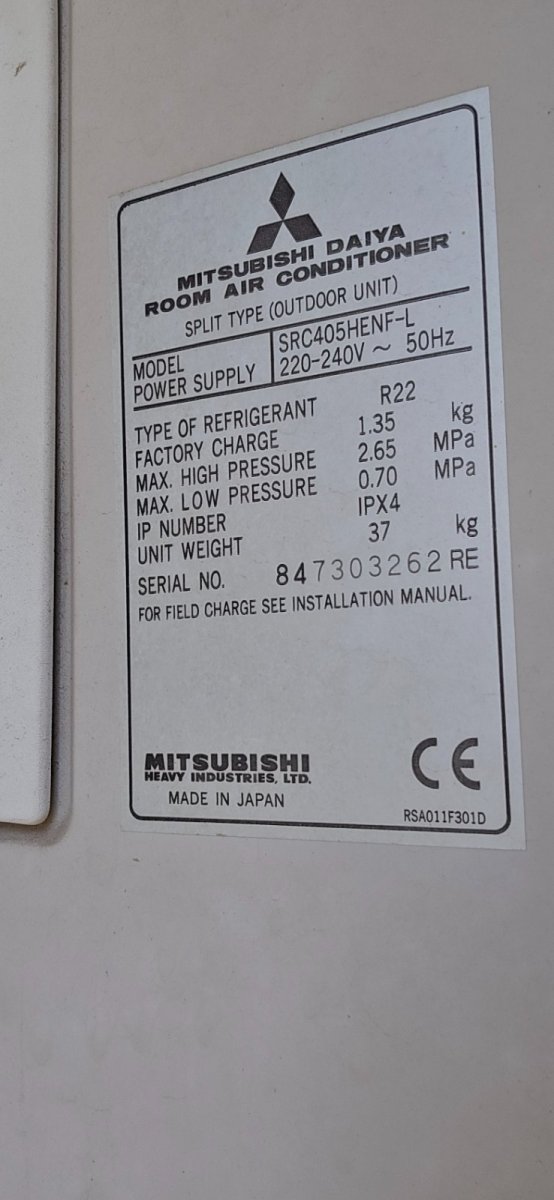 MITSUBISHI DAIYA
ROOM AIR CONDITIONER
SPLIT TYPE (OUTDOOR UNIT)
MODEL SRC405HENF-L
POWER SUPPLY 220-240V ~ 50Hz
TYPE OF REFRIGERANT R22
FACTORY CHARGE 1.35 kg
MAX. HIGH PRESSURE 2.65 MPa
MAX. LOW PRESSURE 0.70 MPa
IP NUMBER IPX4
UNIT WEIGHT 37 kg
SERIAL NO. 847303262 RE
FOR FIELD CHARGE SEE INSTALLATION MANUAL.
MITSUBISHI
HEAVY INDUSTRIES, LTD.
MADE IN JAPAN
CE
RSA011F301D